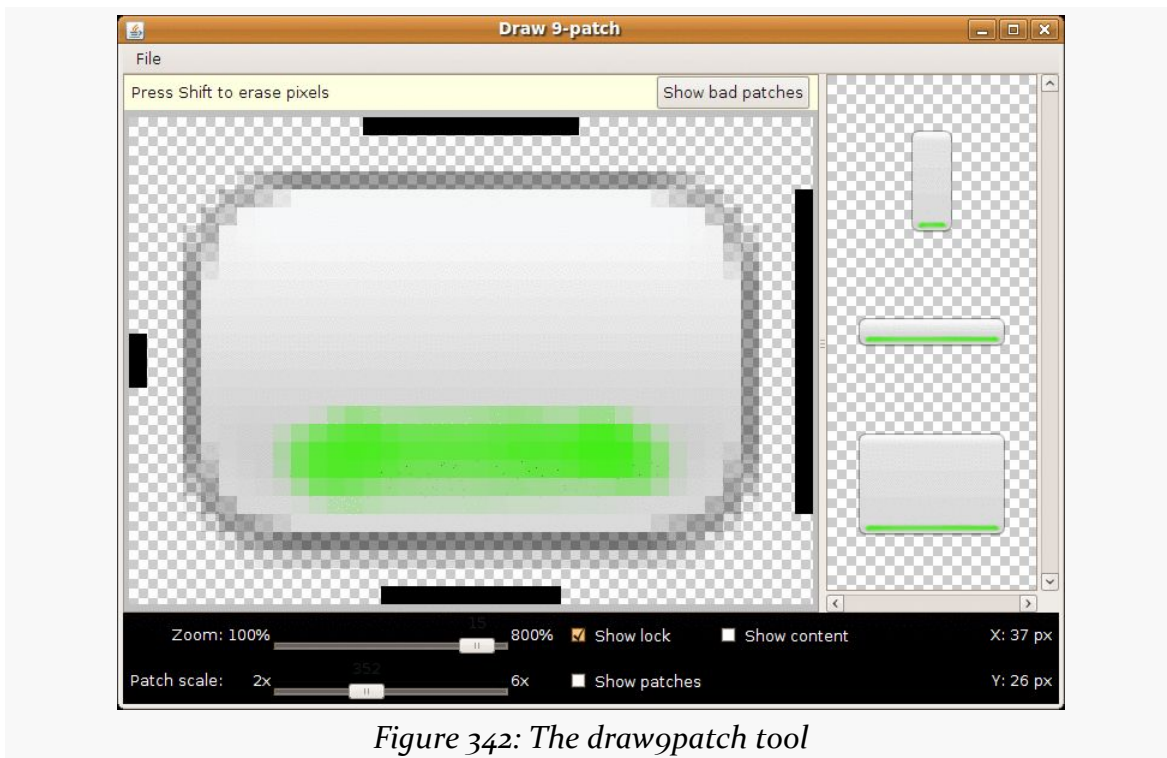 Draw 9-patch
File
Press Shift to erase pixels
Show bad patches
15
Zoom: 100%
800%
Show lock
Show content
X: 37 px
352
Patch scale: 2x
6x
Show patches
Y: 26 px
Figure 342: The draw9patch tool